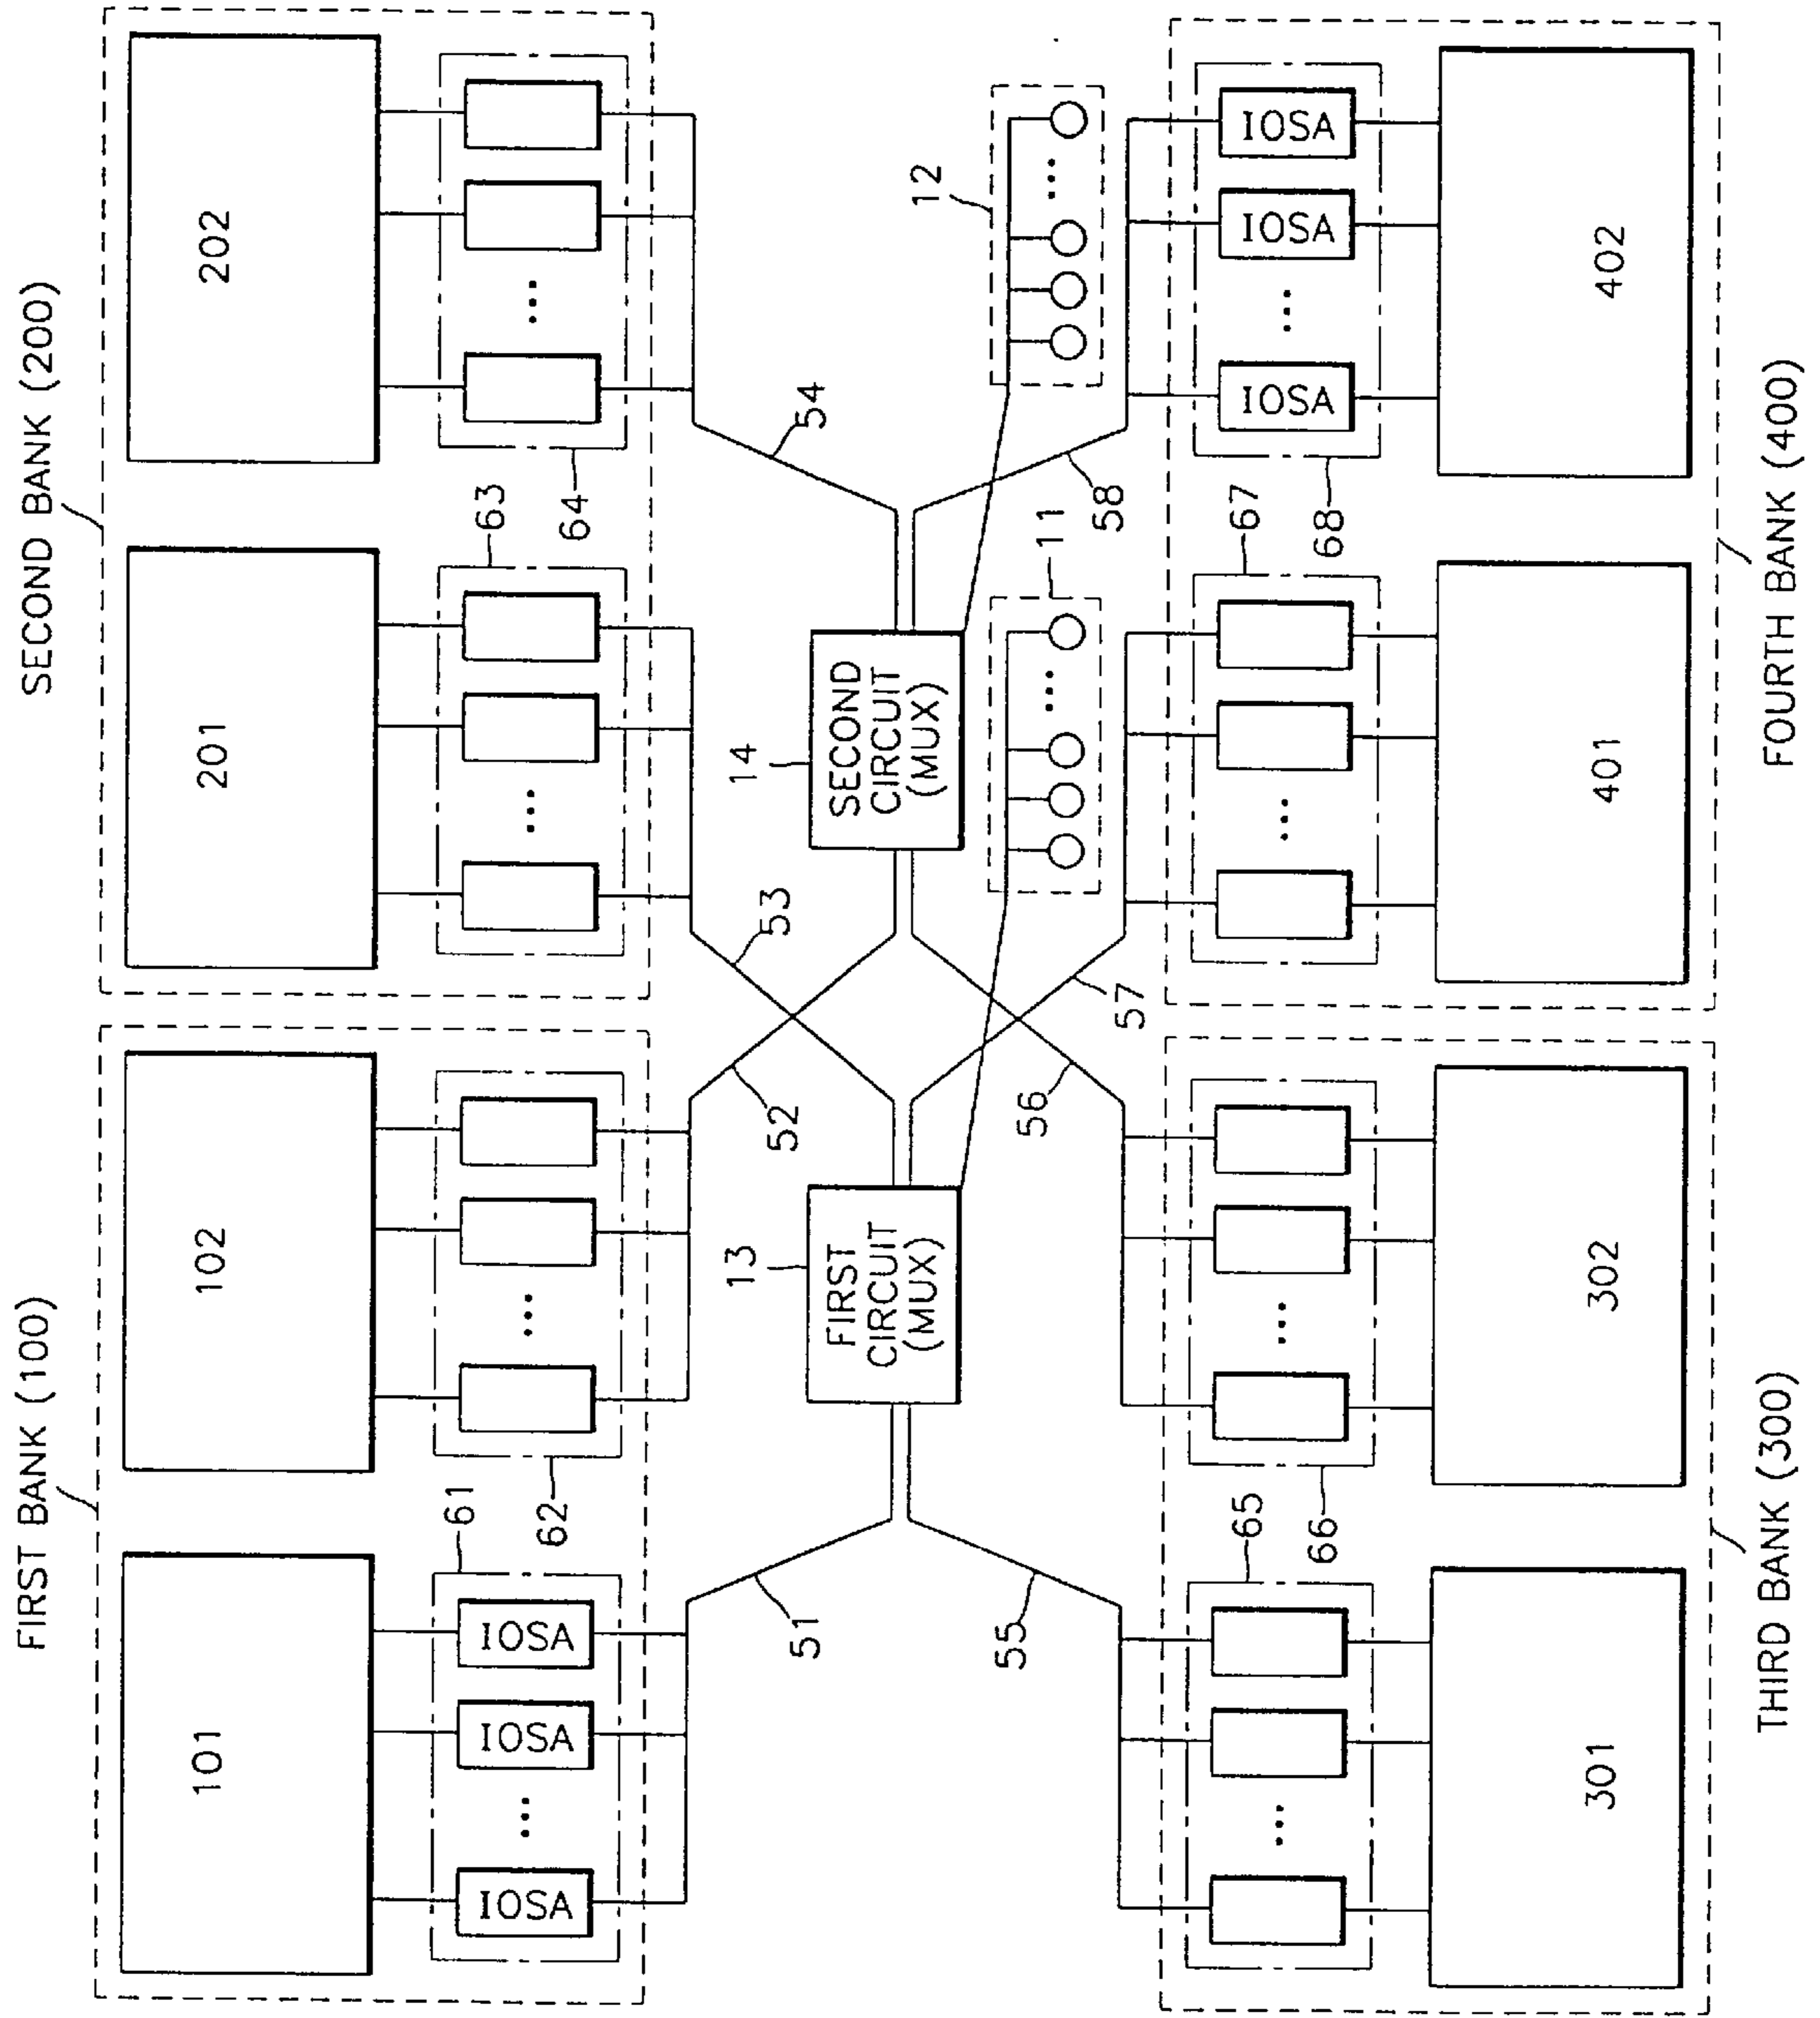 FIRST BANK (100)
SECOND BANK (200)
101
102
201
202
IOSA
IOSA
...
IOSA
61
...
62
...
63
...
64
51
52
53
54
13
FIRST
CIRCUIT
(MUX)
14
SECOND
CIRCUIT
(MUX)
...
11
...
12
55
56
57
58
...
65
...
66
...
67
IOSA
...
IOSA
IOSA
68
301
302
401
402
THIRD BANK (300)
FOURTH BANK (400)